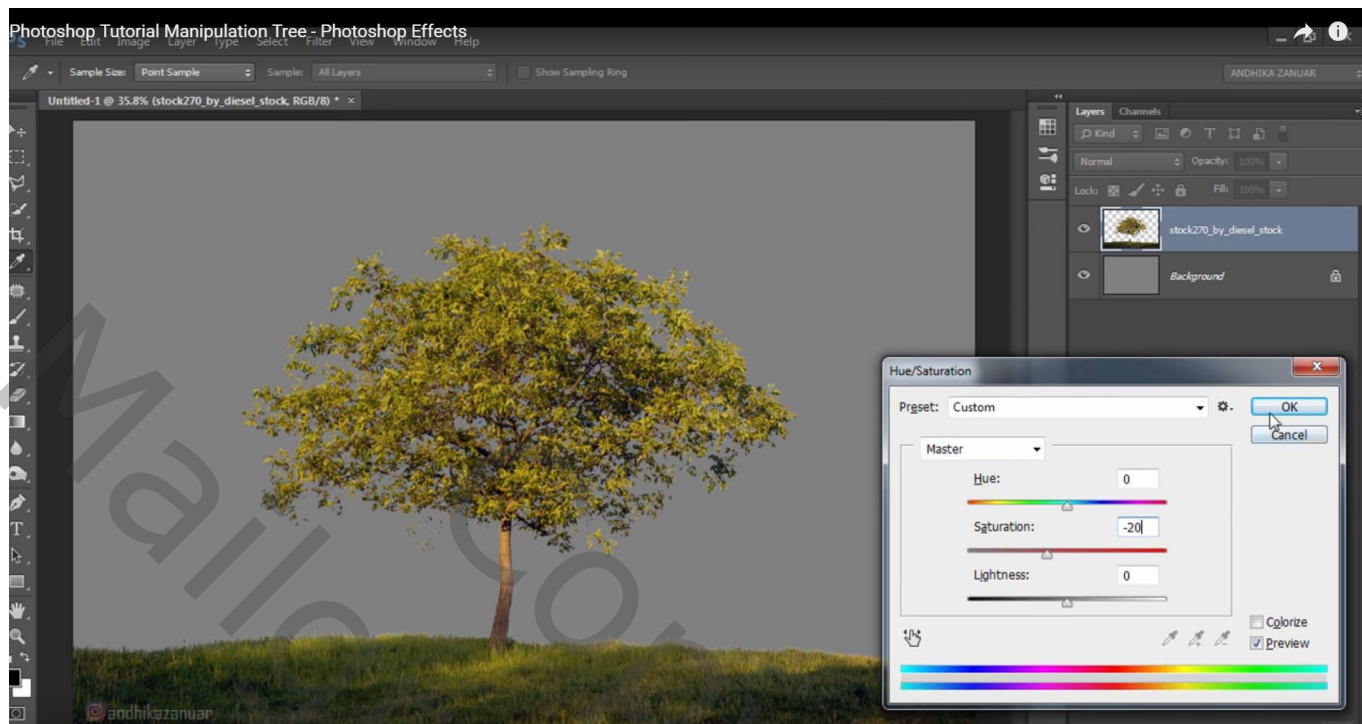 Photoshop Tutorial Manipulation Tree - Photoshop Effects
Ps File Edit Image Layer Type Select Filter View Window Help
Sample Size: Point Sample Sample: All Layers Show Sampling Ring ANDHIKA ZANUAR
Untitled-1 @ 35.8% (stock270_by_diesel_stock, RGB/8) * ×
Layers Channels
Kind
Normal Opacity: 100%
Lock: Fill: 100%
stock270_by_diesel_stock
Background
Hue/Saturation
Preset: Custom OK
Cancel
Master
Hue: 0
Saturation: -20
Lightness: 0
Colorize
Preview
andhikazanuar